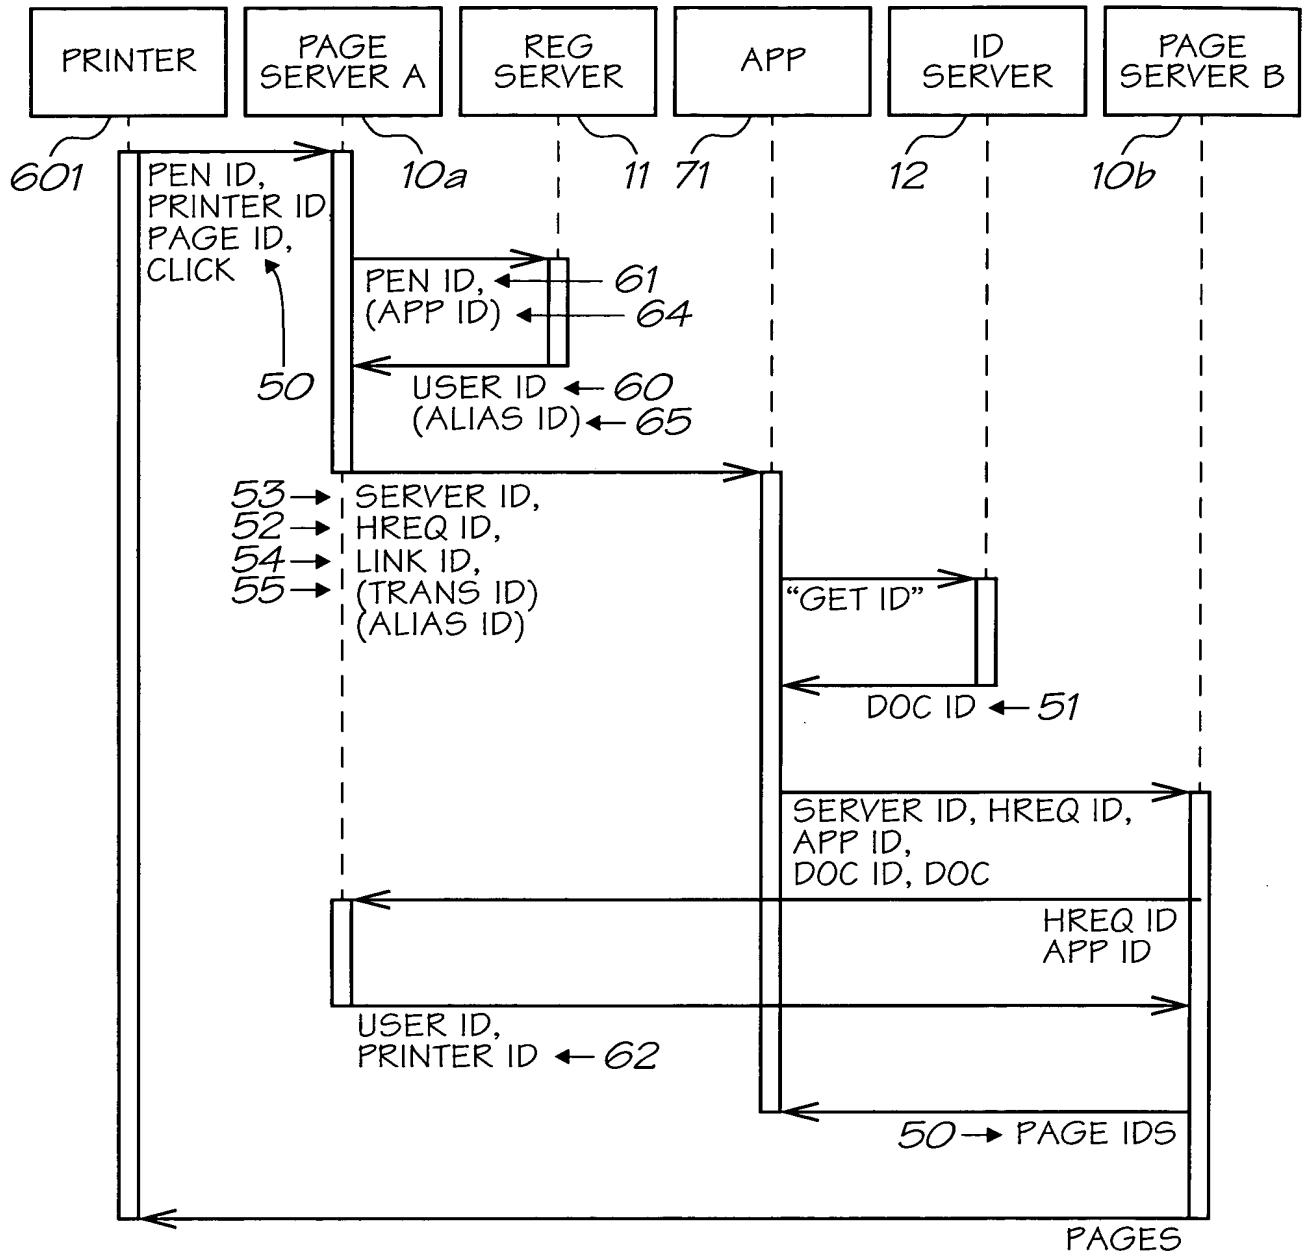 PRINTER
PAGE
SERVER A
REG
SERVER
APP
ID
SERVER
PAGE
SERVER B
601
10a
11
71
12
10b
PEN ID,
PRINTER ID
PAGE ID,
CLICK
50
PEN ID,
61
(APP ID)
64
USER ID
60
(ALIAS ID)
65
53
SERVER ID,
52
HREQ ID,
54
LINK ID,
55
(TRANS ID)
(ALIAS ID)
“GET ID”
DOC ID
51
SERVER ID, HREQ ID,
APP ID,
DOC ID, DOC
HREQ ID
APP ID
USER ID,
PRINTER ID
62
50
PAGE IDS
PAGES